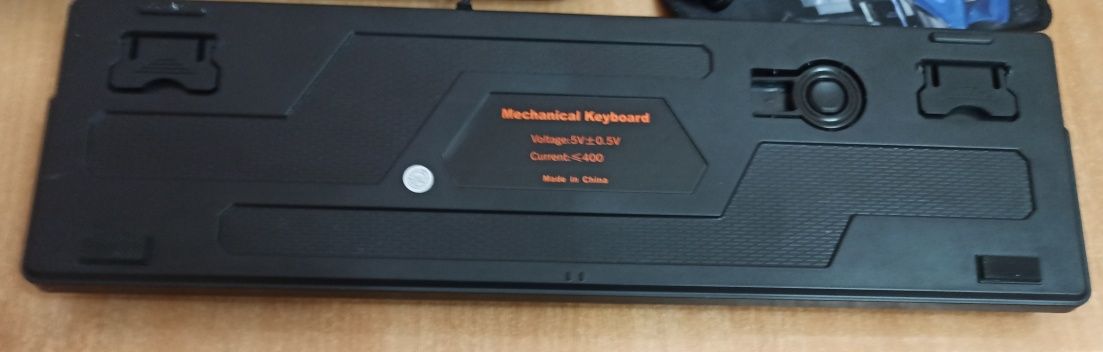 Mechanical Keyboard
Voltage:5V±0.5V
Current:≤400
Made in China